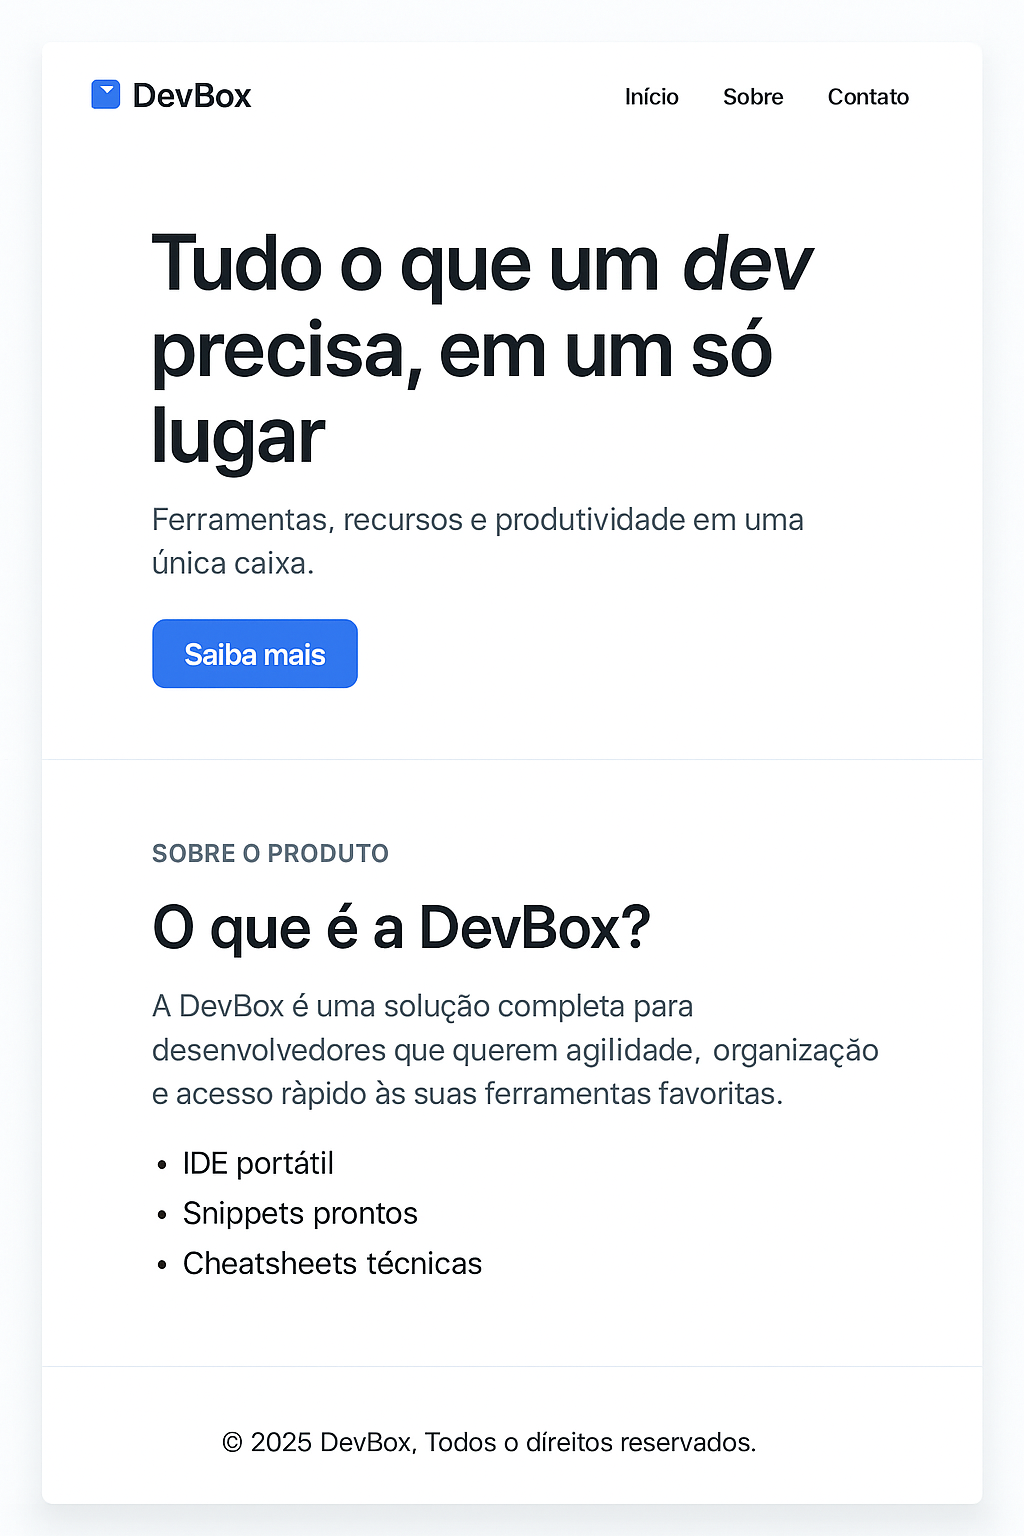 DevBox
Início Sobre Contato
Tudo o que um dev
precisa, em um só
lugar
Ferramentas, recursos e produtividade em uma
única caixa.
Saiba mais
SOBRE O PRODUTO
O que é a DevBox?
A DevBox é uma solução completa para
desenvolvedores que querem agilidade, organização
e acesso ràpido às suas ferramentas favoritas.
• IDE portátil
• Snippets prontos
• Cheatsheets técnicas
© 2025 DevBox, Todos o díreitos reservados.